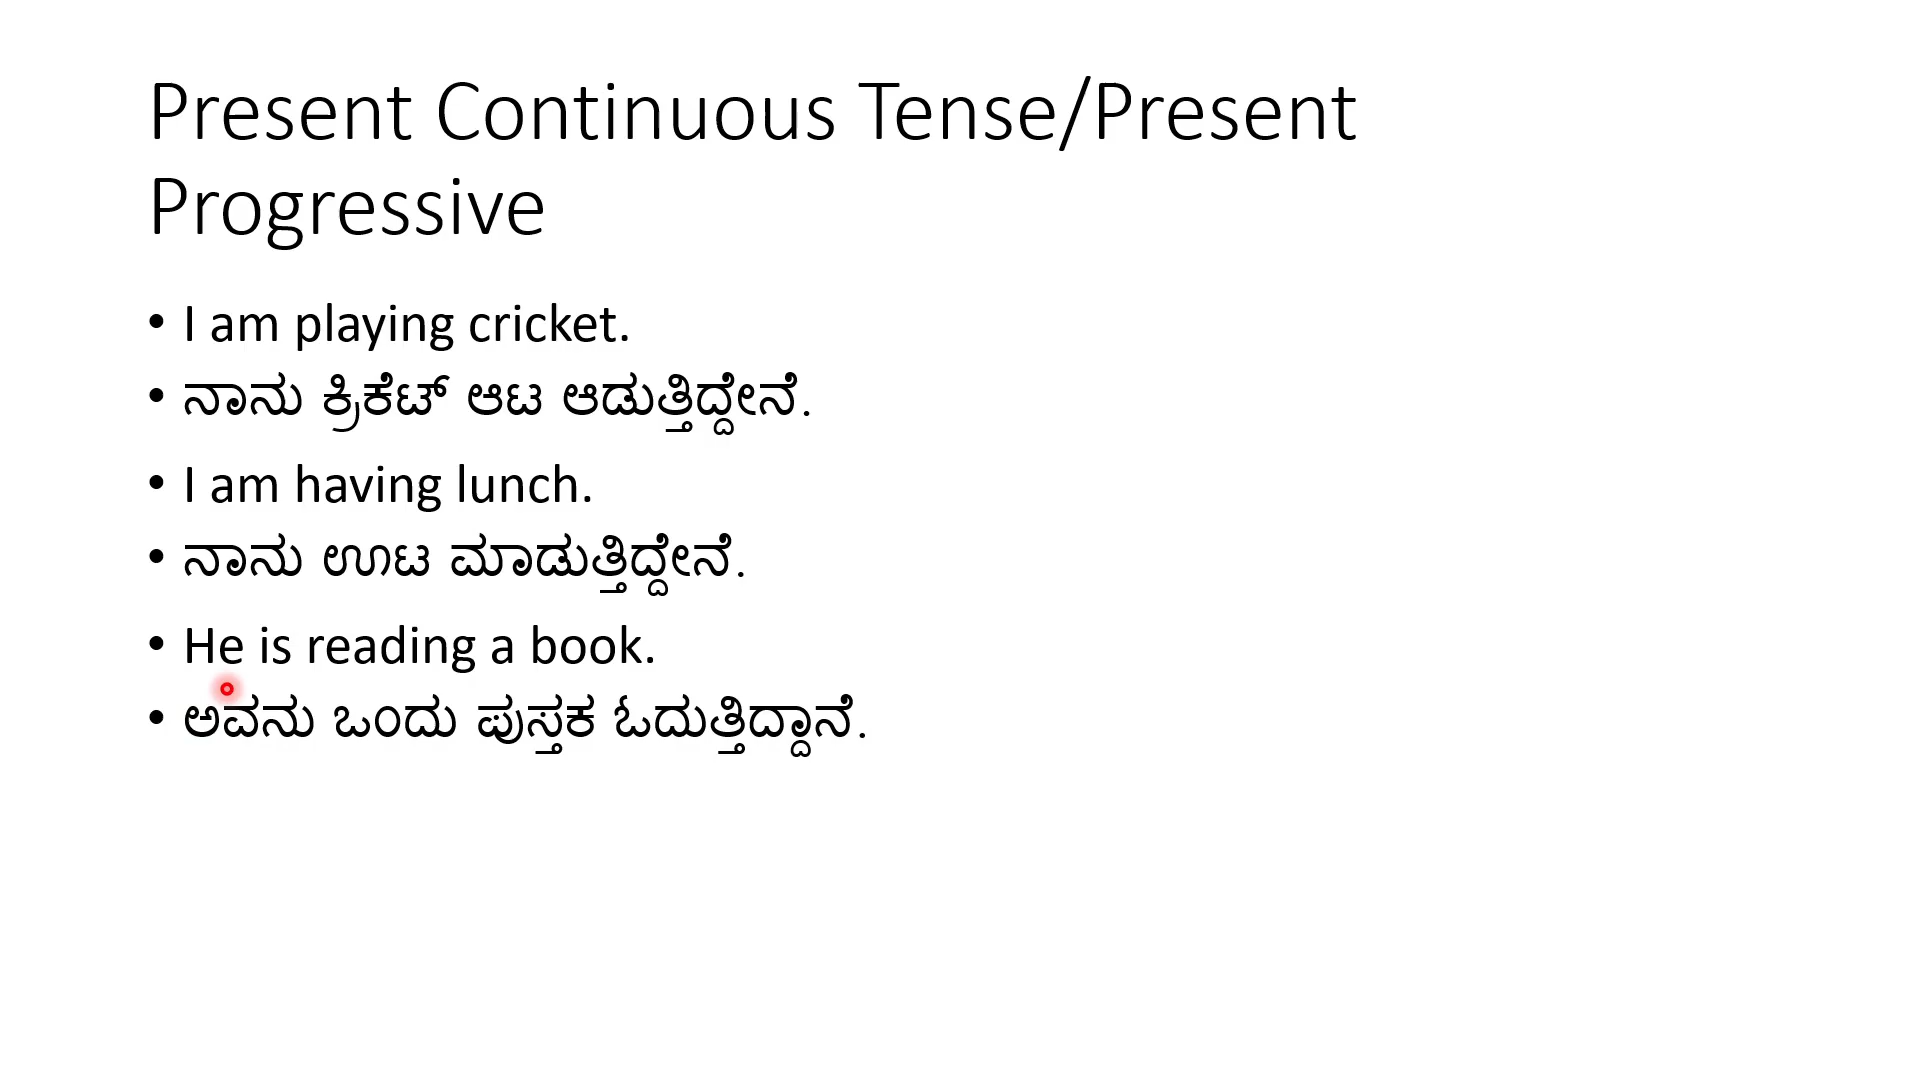 Present Continuous Tense/Present
Progressive
• I am playing cricket.
• ನಾನು ಕ್ರಿಕೆಟ್ ಆಟ ಆಡುತ್ತಿದ್ದೇನೆ.
• I am having lunch.
• ನಾನು ಊಟ ಮಾಡುತ್ತಿದ್ದೇನೆ.
• He is reading a book.
• ಅವನು ಒಂದು ಪುಸ್ತಕ ಓದುತ್ತಿದ್ದಾನೆ.